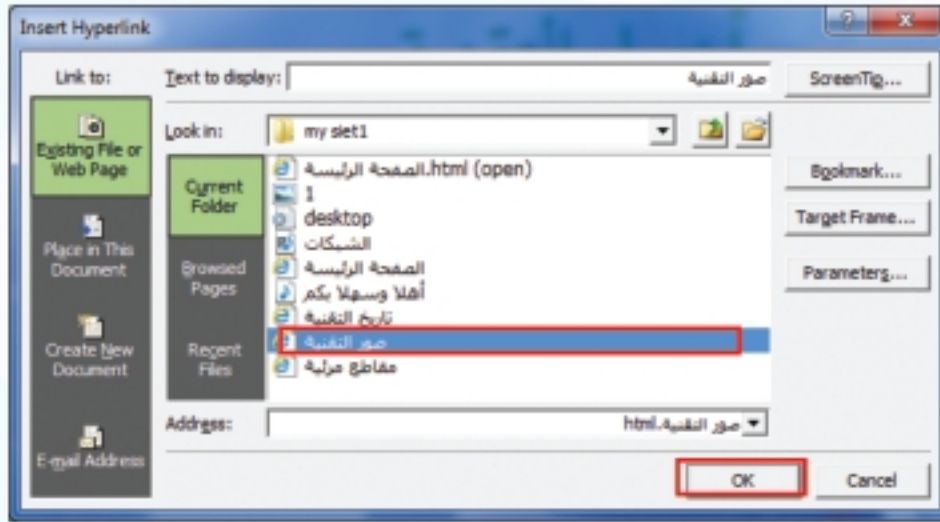 Insert Hyperlink
Link to:
Text to display:
صور التقنية
ScreenTip...
Existing File or
Web Page
Look in:
my siet1
Bookmark...
Current
Folder
المفحة الرئيسة.html (open)
1
desktop
الشبكات
المفحة الرئيسة
أهلا وسهلا بكم
تاريخ التقنية
صور التقنية
مقاطع مرئية
Target Frame...
Place in This
Document
Browsed
Pages
Parameters...
Create New
Document
Recent
Files
Address:
صور التقنية.html
E-mail Address
OK
Cancel